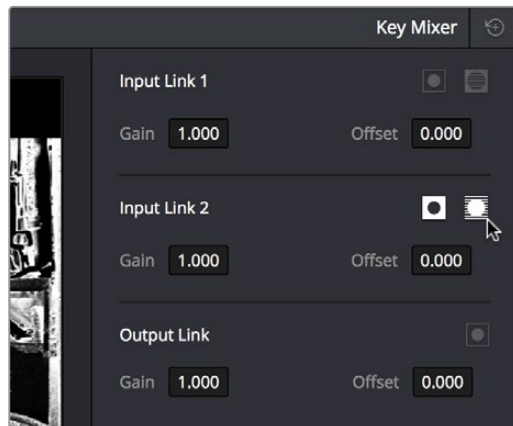 Key Mixer
Input Link 1
Gain 1.000 Offset 0.000
Input Link 2
Gain 1.000 Offset 0.000
Output Link
Gain 1.000 Offset 0.000